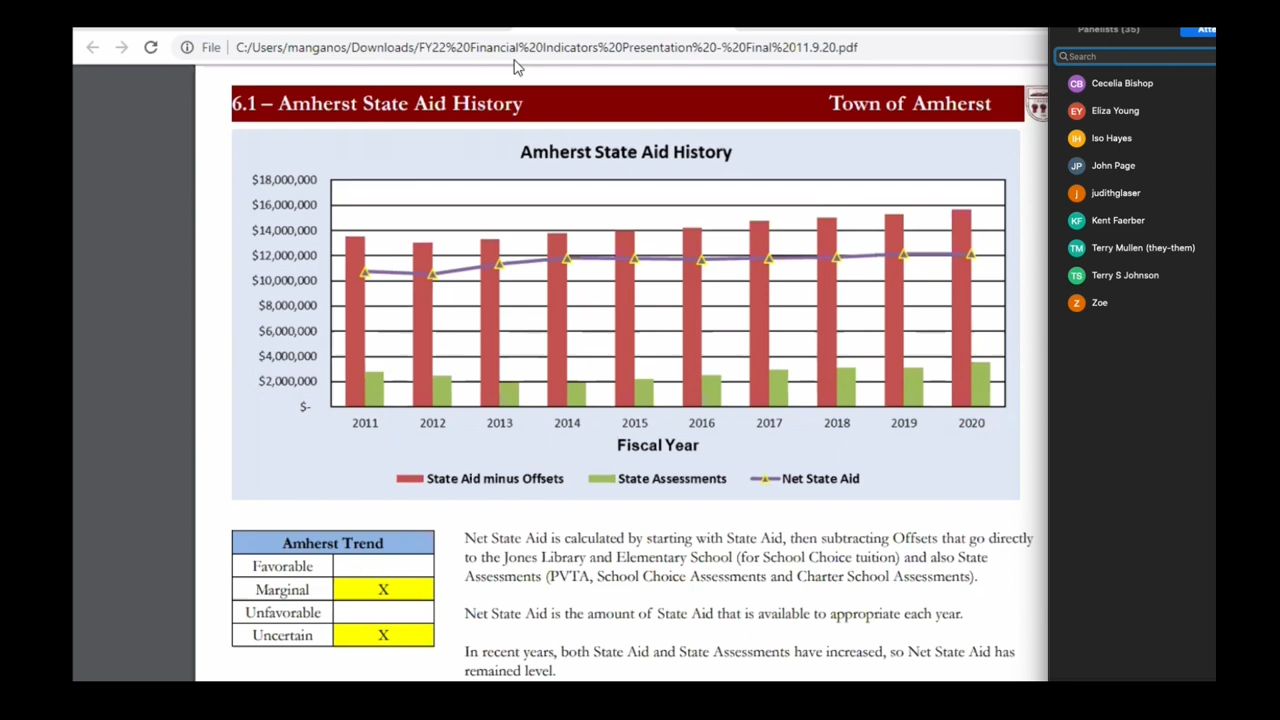 File | C:/Users/manganos/Downloads/FY22%20Financial%20Indicators%20Presentation%20-%20Final%2011.9.20.pdf
6.1 – Amherst State Aid History
Town of Amherst
Amherst State Aid History
$18,000,000
$16,000,000
$14,000,000
$12,000,000
$10,000,000
$8,000,000
$6,000,000
$4,000,000
$2,000,000
$-
2011 2012 2013 2014 2015 2016 2017 2018 2019 2020
Fiscal Year
State Aid minus Offsets State Assessments Net State Aid
Amherst Trend
Favorable
Marginal X
Unfavorable
Uncertain X
Net State Aid is calculated by starting with State Aid, then subtracting Offsets that go directly
to the Jones Library and Elementary School (for School Choice tuition) and also State
Assessments (PVTA, School Choice Assessments and Charter School Assessments).
Net State Aid is the amount of State Aid that is available to appropriate each year.
In recent years, both State Aid and State Assessments have increased, so Net State Aid has
remained level.
Panelists (35)
Search
CB Cecelia Bishop
EY Eliza Young
IH Iso Hayes
JP John Page
j judithglaser
KF Kent Faerber
TM Terry Mullen (they-them)
TS Terry S Johnson
Z Zoe